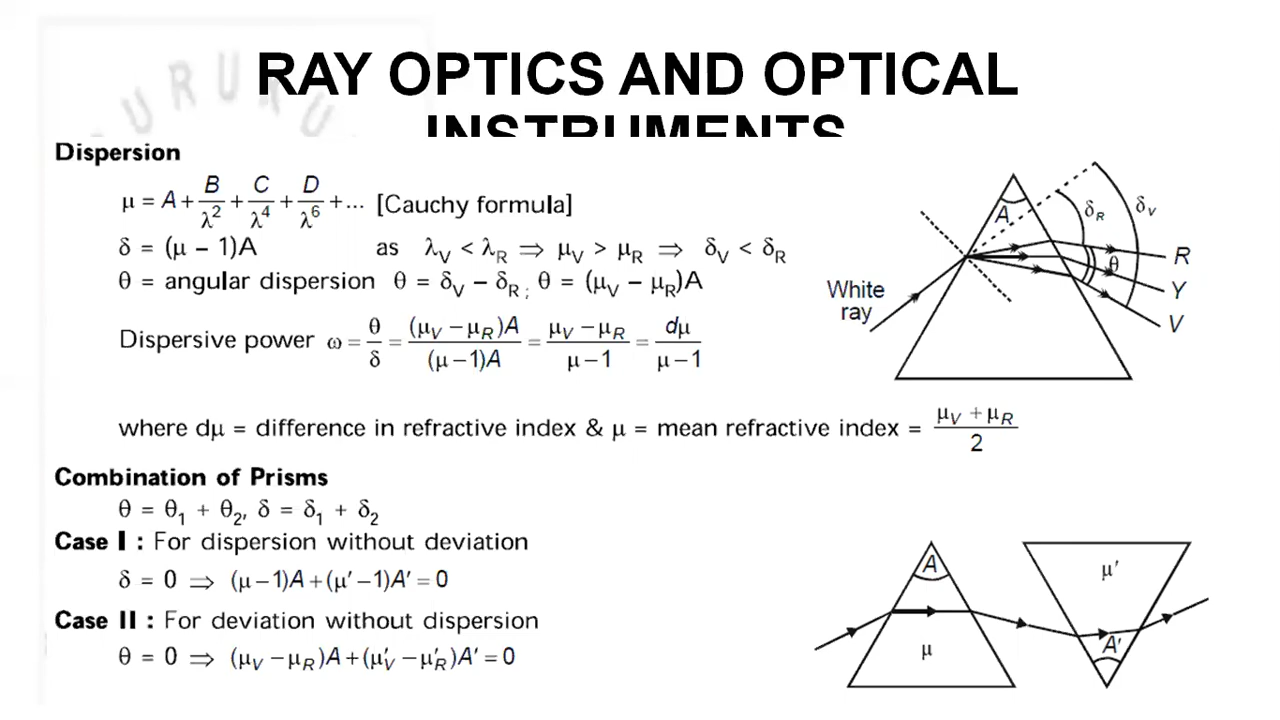 URUKU
RAY OPTICS AND OPTICAL
INSTRUMENTS
Dispersion
μ = A + B/λ² + C/λ⁴ + D/λ⁶ + ... [Cauchy formula]
δ = (μ – 1)A as λ_V < λ_R ⇒ μ_V > μ_R ⇒ δ_V < δ_R
θ = angular dispersion θ = δ_V – δ_R; θ = (μ_V – μ_R)A
Dispersive power ω = θ/δ = (μ_V – μ_R)A/(μ – 1)A = μ_V – μ_R/μ – 1 = dμ/μ – 1
where dμ = difference in refractive index & μ = mean refractive index = μ_V + μ_R/2
A
δ_R
δ_V
θ
R
Y
V
White
ray
Combination of Prisms
θ = θ₁ + θ₂, δ = δ₁ + δ₂
Case I : For dispersion without deviation
δ = 0 ⇒ (μ – 1)A + (μ' – 1)A' = 0
Case II : For deviation without dispersion
θ = 0 ⇒ (μ_V – μ_R)A + (μ'_V – μ'_R)A' = 0
A
μ
μ'
A'